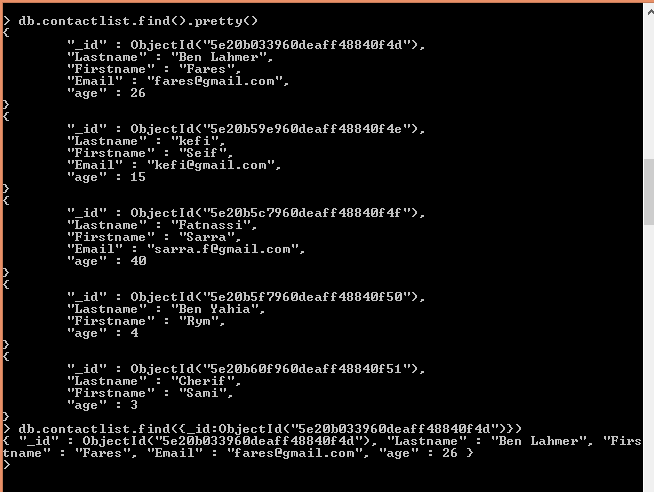 > db.contactlist.find().pretty()
{
        "_id" : ObjectId("5e20b033960deaff48840f4d"),
        "Lastname" : "Ben Lahmer",
        "Firstname" : "Fares",
        "Email" : "fares@gmail.com",
        "age" : 26
}
{
        "_id" : ObjectId("5e20b59e960deaff48840f4e"),
        "Lastname" : "kefi",
        "Firstname" : "Seif",
        "Email" : "kefi@gmail.com",
        "age" : 15
}
{
        "_id" : ObjectId("5e20b5c7960deaff48840f4f"),
        "Lastname" : "Fatnassi",
        "Firstname" : "Sarra",
        "Email" : "sarra.f@gmail.com",
        "age" : 40
}
{
        "_id" : ObjectId("5e20b5f7960deaff48840f50"),
        "Lastname" : "Ben Yahia",
        "Firstname" : "Rym",
        "age" : 4
}
{
        "_id" : ObjectId("5e20b60f960deaff48840f51"),
        "Lastname" : "Cherif",
        "Firstname" : "Sami",
        "age" : 3
}
> db.contactlist.find({_id:ObjectId("5e20b033960deaff48840f4d")})
{ "_id" : ObjectId("5e20b033960deaff48840f4d"), "Lastname" : "Ben Lahmer", "Firs
tname" : "Fares", "Email" : "fares@gmail.com", "age" : 26 }
>